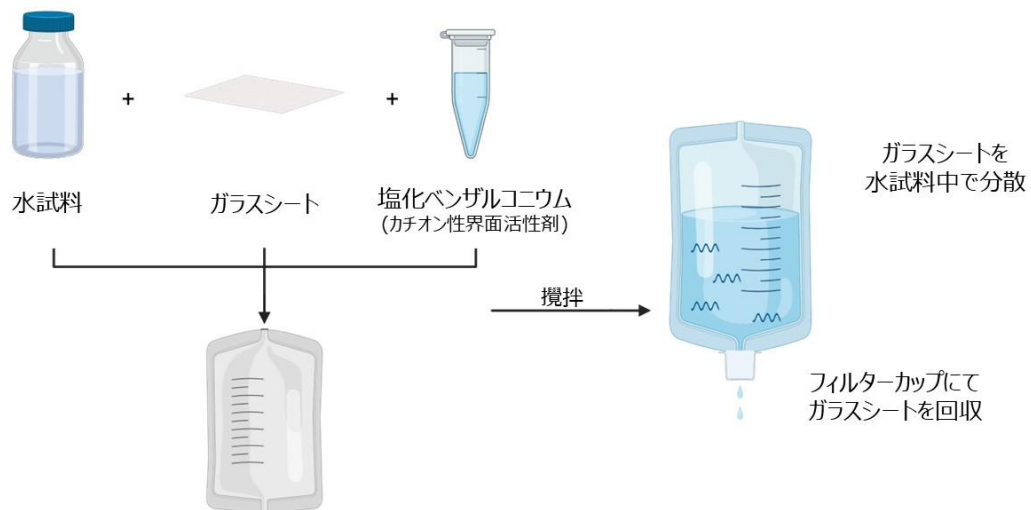 +
+
水試料
ガラスシート
塩化ベンザルコニウム
(カチオン性界面活性剤)
攪拌
ガラスシートを
水試料中で分散
フィルターカップにて
ガラスシートを回収